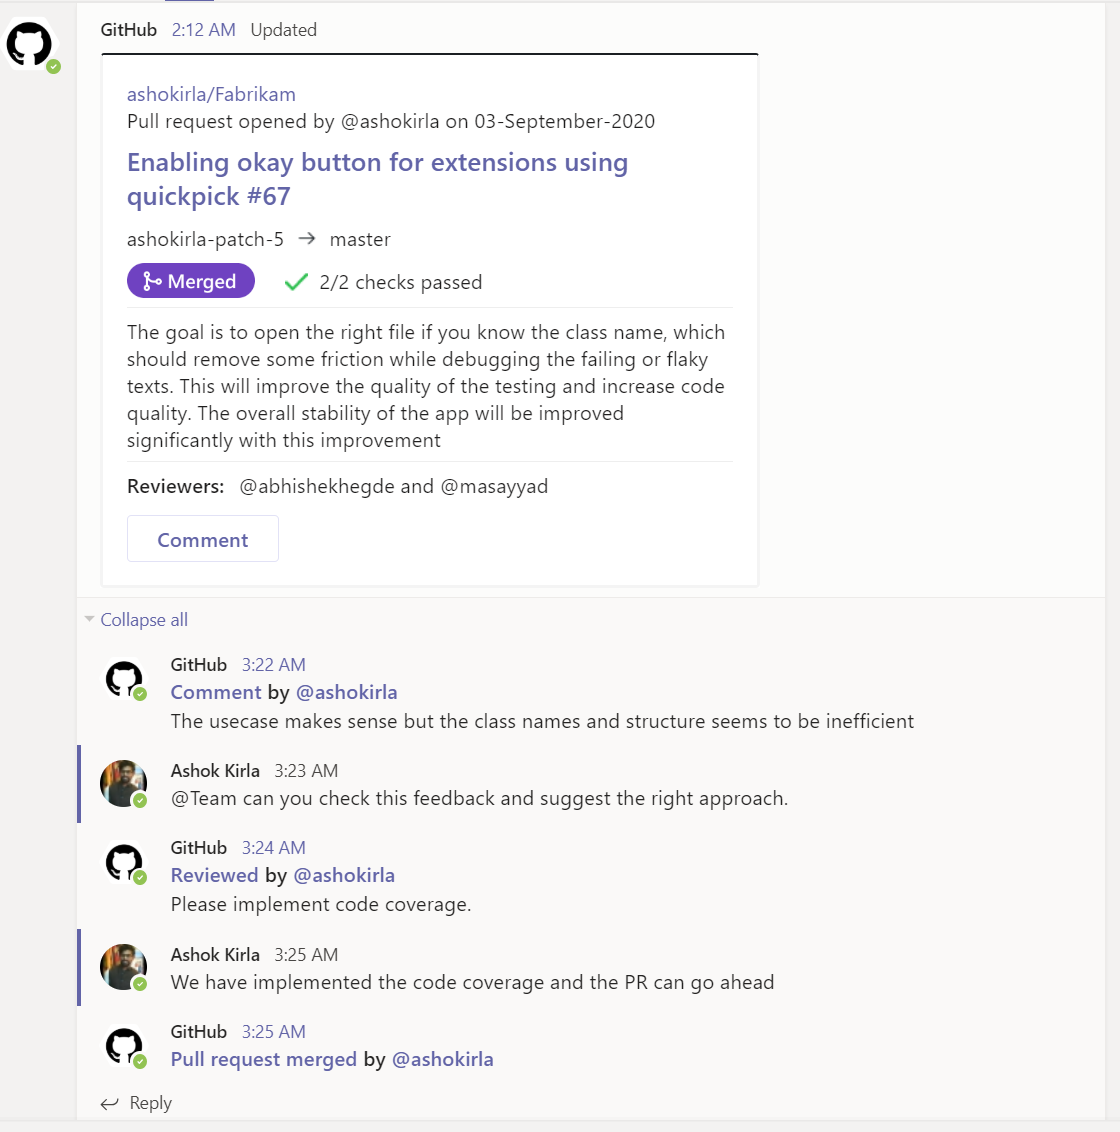 GitHub 2:12 AM Updated
ashokirla/Fabrikam
Pull request opened by @ashokirla on 03-September-2020
Enabling okay button for extensions using
quickpick #67
ashokirla-patch-5 → master
Merged 2/2 checks passed
The goal is to open the right file if you know the class name, which
should remove some friction while debugging the failing or flaky
texts. This will improve the quality of the testing and increase code
quality. The overall stability of the app will be improved
significantly with this improvement
Reviewers: @abhishekhegde and @masayyad
Comment
Collapse all
GitHub 3:22 AM
Comment by @ashokirla
The usecase makes sense but the class names and structure seems to be inefficient
Ashok Kirla 3:23 AM
@Team can you check this feedback and suggest the right approach.
GitHub 3:24 AM
Reviewed by @ashokirla
Please implement code coverage.
Ashok Kirla 3:25 AM
We have implemented the code coverage and the PR can go ahead
GitHub 3:25 AM
Pull request merged by @ashokirla
Reply